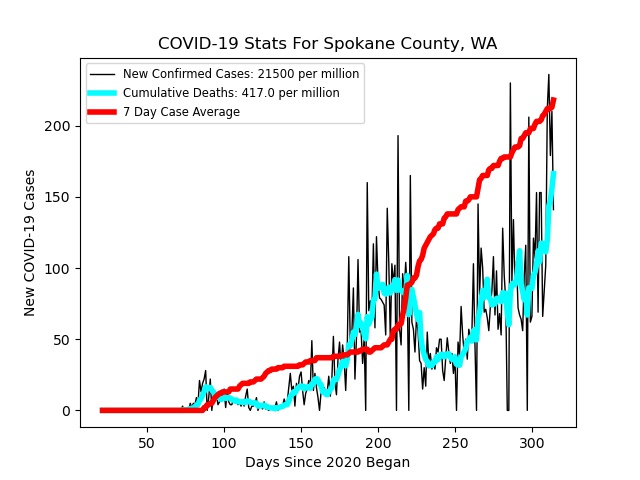 COVID-19 Stats For Spokane County, WA
New Confirmed Cases: 21500 per million
Cumulative Deaths: 417.0 per million
7 Day Case Average
200
150
100
50
0
New COVID-19 Cases
50 100 150 200 250 300
Days Since 2020 Began